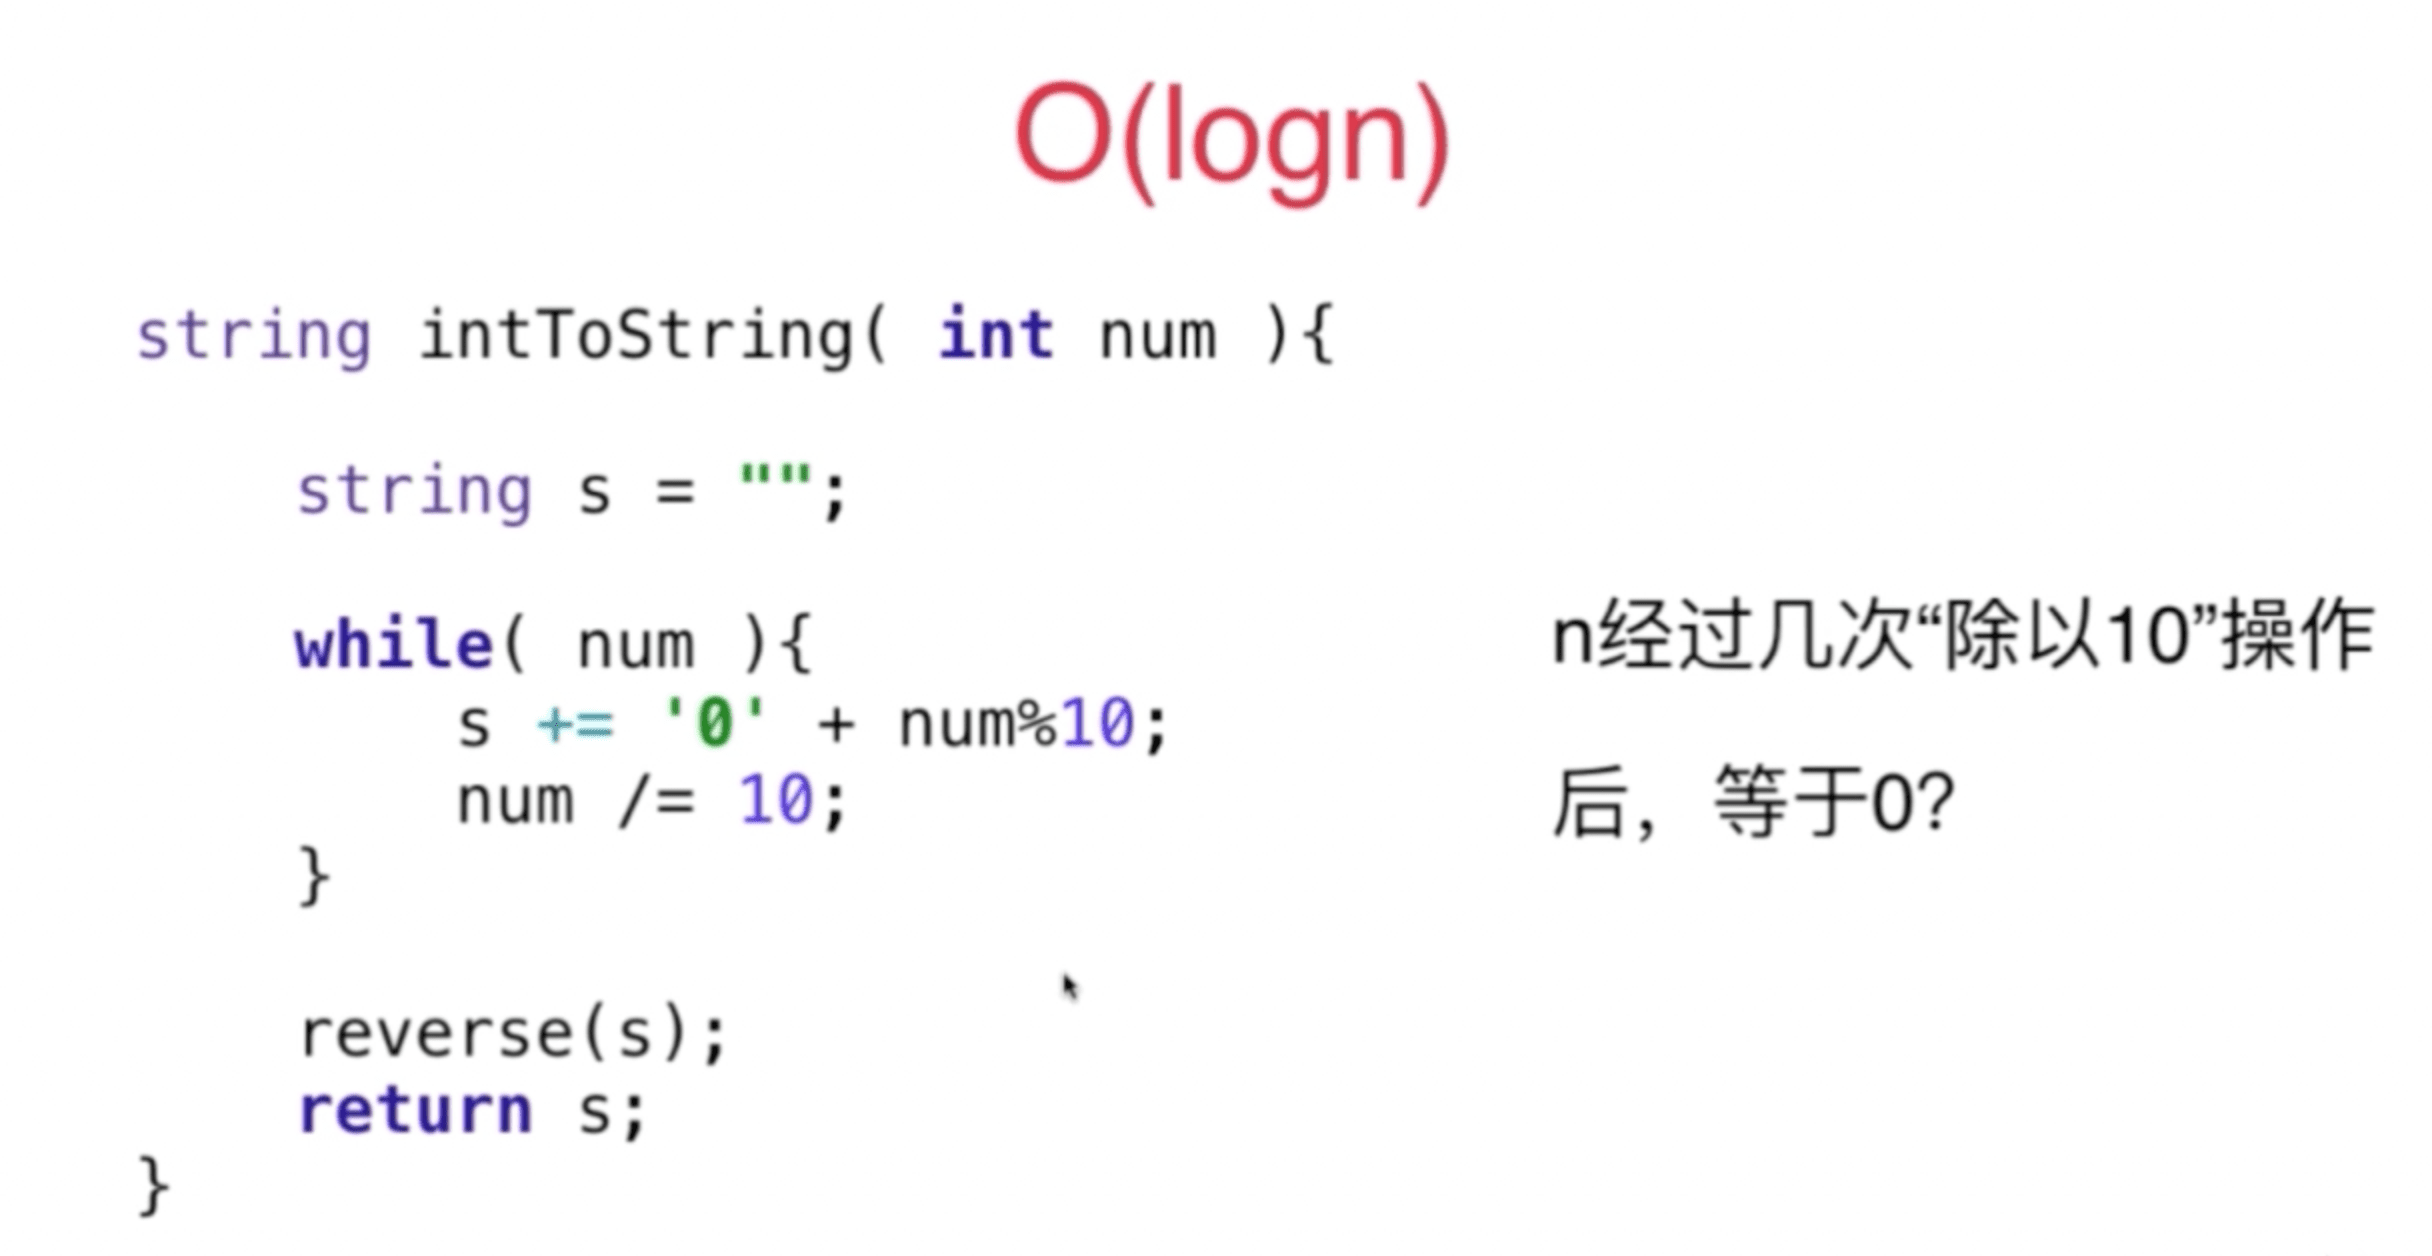 O(logn)
string intToString( int num ){
string s = "";
while( num ){
s += '0' + num%10;
num /= 10;
}
reverse(s);
return s;
}
n经过几次“除以10”操作
后，等于0?